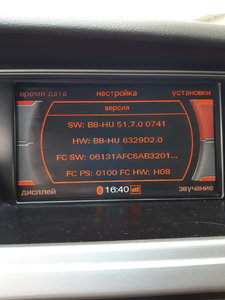 время дата настройка установки
версия
SW: B8-HU 51.7.0 0741
HW: B8-HU 6329D2.0
FC SW: 06131AFC6AB3201...
FC PS: 0100 FC HW: H08
дисплей 16:40 звучание